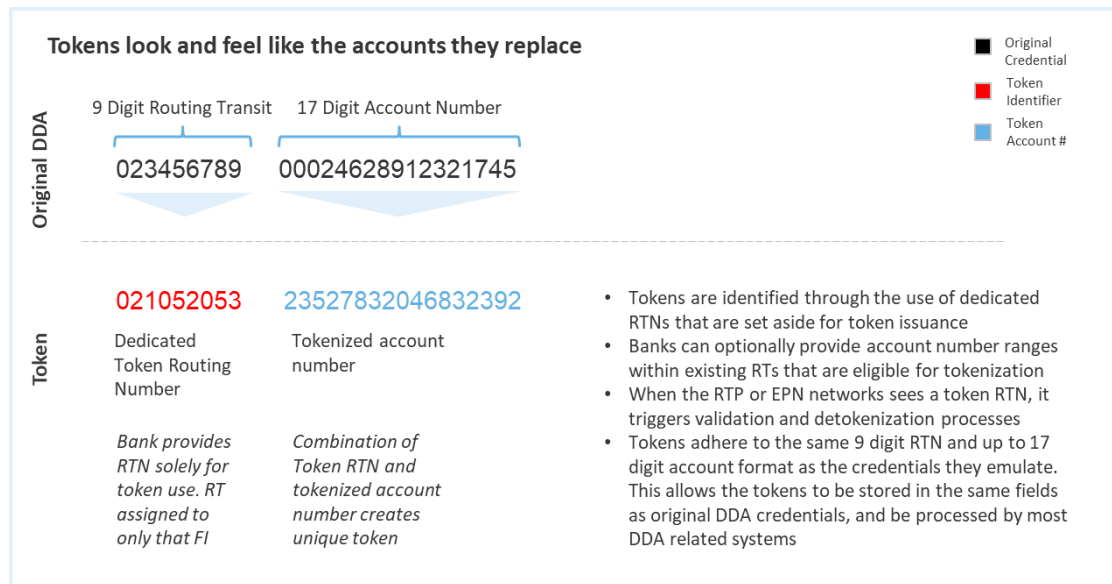 Tokens look and feel like the accounts they replace
Original
Credential
Token
Identifier
Token
Account #
Original DDA
9 Digit Routing Transit
17 Digit Account Number
023456789
00024628912321745
Token
021052053
23527832046832392
Dedicated
Token Routing
Number
Tokenized account
number
Bank provides
RTN solely for
token use. RT
assigned to
only that FI
Combination of
Token RTN and
tokenized account
number creates
unique token
• Tokens are identified through the use of dedicated
RTNs that are set aside for token issuance
• Banks can optionally provide account number ranges
within existing RTs that are eligible for tokenization
• When the RTP or EPN networks sees a token RTN, it
triggers validation and detokenization processes
• Tokens adhere to the same 9 digit RTN and up to 17
digit account format as the credentials they emulate.
This allows the tokens to be stored in the same fields
as original DDA credentials, and be processed by most
DDA related systems